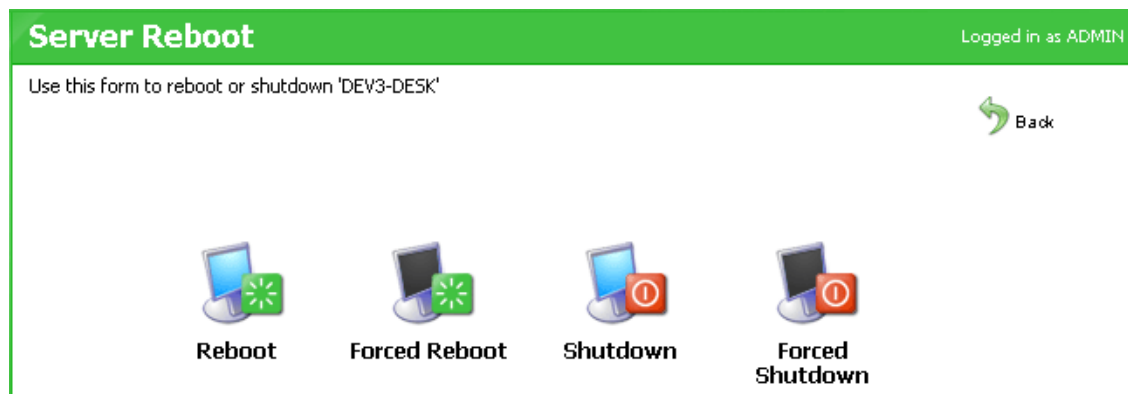 Server Reboot
Logged in as ADMIN
Use this form to reboot or shutdown 'DEV3-DESK'
Back
Reboot
Forced Reboot
Shutdown
Forced
Shutdown